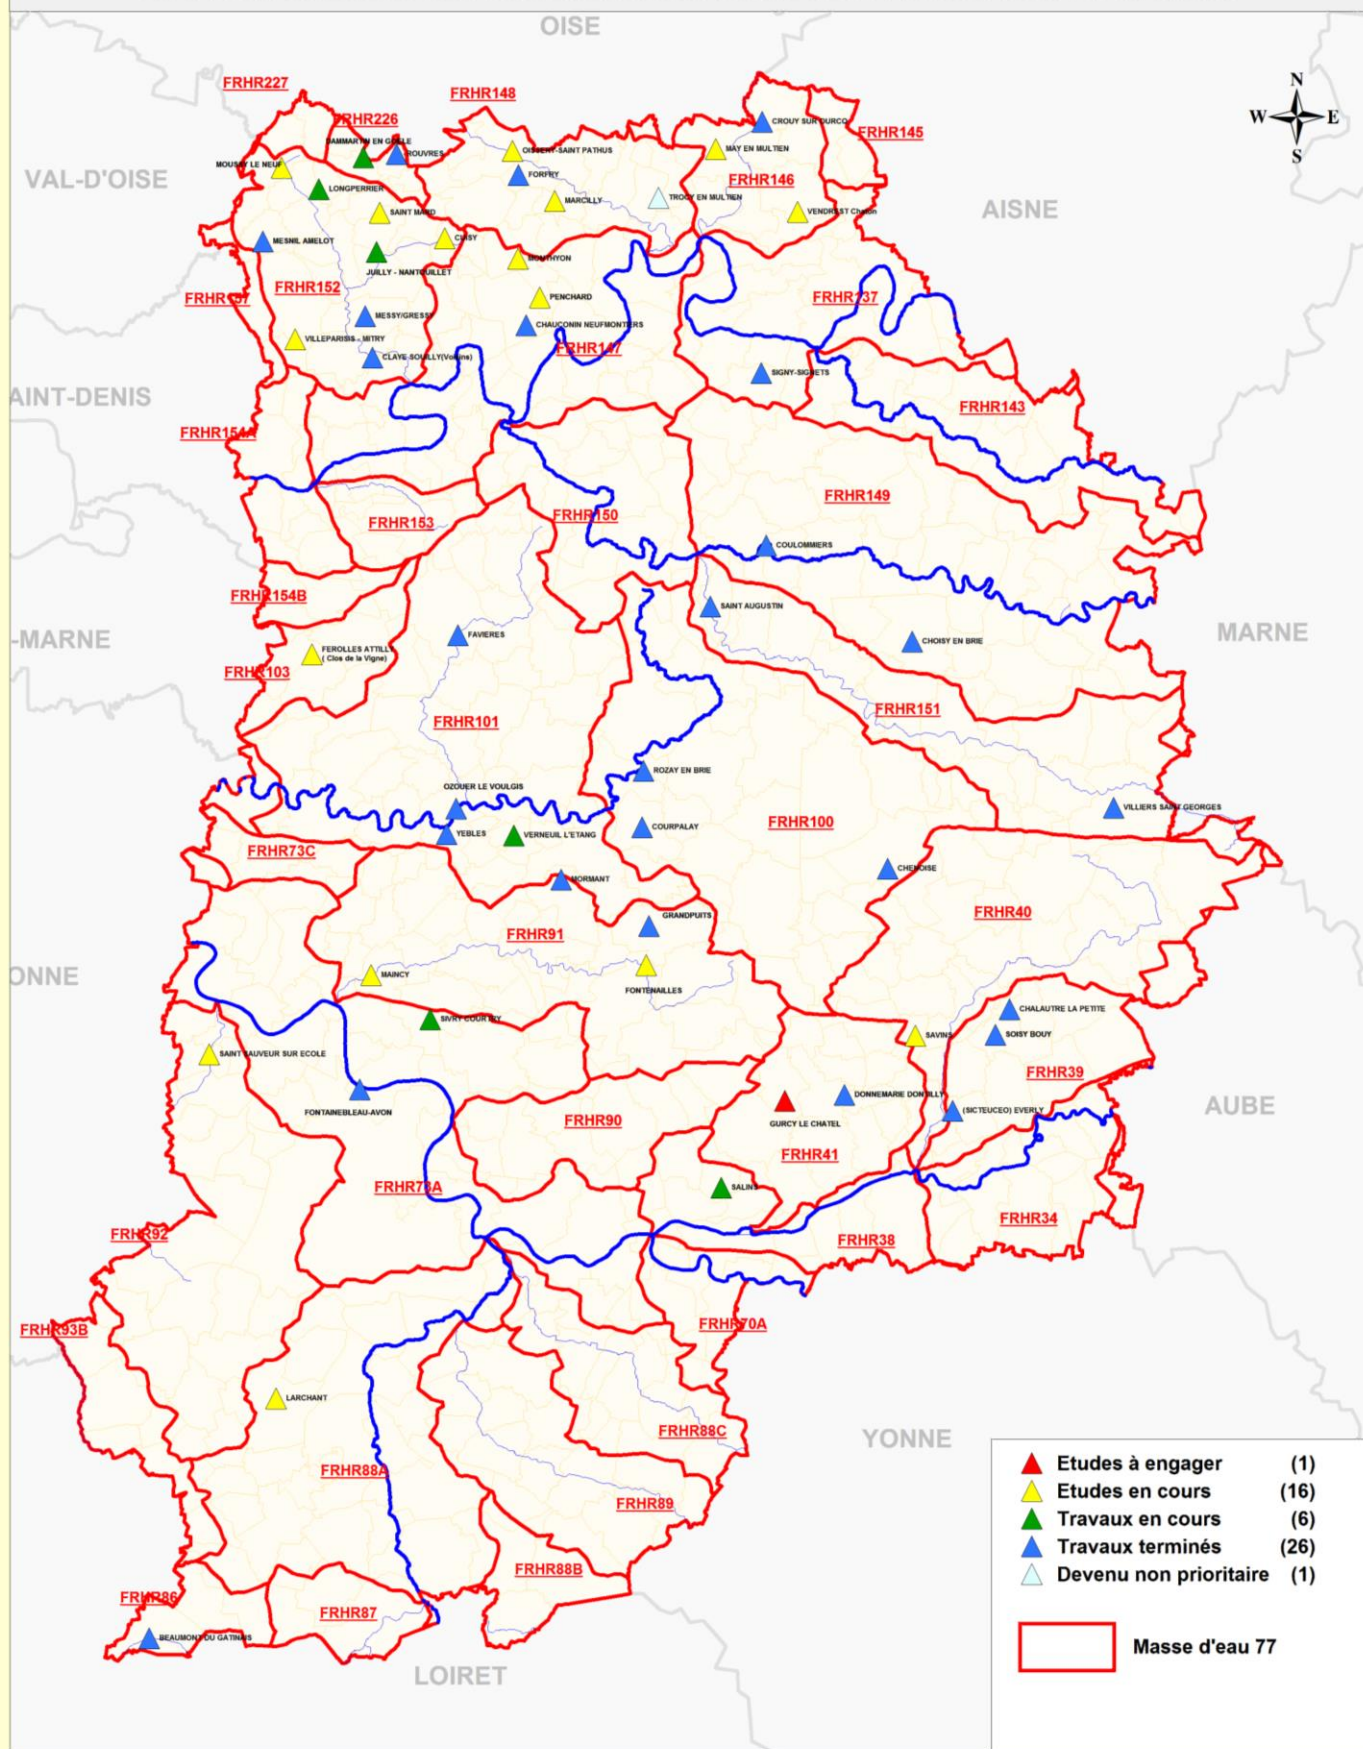 OISE
FRHR227
FRHR148
FRHR226
CROUY SUR OURCQ
FRHR145
N
W E
S
DAMMARTIN EN GOELE
ROUVRES
OISSERY-SAINT PATHUS
MAY EN MULTIEN
MOUSSY LE NEUF
FORFRY
FRHR146
VAL-D'OISE
LONGPERRIER
MARCILLY
TROCY EN MULTIEN
SAINT MARD
VENDREST Chaton
AISNE
MESNIL AMELOT
CUISY
JUILLY - NANTOUILLET
MONTHYON
FRHR157
FRHR152
PENCHARD
FRHR137
MESSY/GRESSY
CHAUCONIN NEUFMONTIERS
VILLEPARISIS - MITRY
FRHR147
CLAYE SOUILLY(Voisins)
SIGNY-SIGNETS
AINT-DENIS
FRHR143
FRHR154A
FRHR149
FRHR153
FRHR150
COULOMMIERS
FRHR154B
SAINT AUGUSTIN
-MARNE
FAVIERES
CHOISY EN BRIE
MARNE
FEROLLES ATTILLY
( Clos de la Vigne)
FRHR103
FRHR101
FRHR151
ROZAY EN BRIE
OZOUER LE VOULGIS
VILLIERS SAINT GEORGES
YEBLES
VERNEUIL L'ETANG
COURPALAY
FRHR100
FRHR73C
CHENOISE
MORMANT
FRHR40
GRANDPUITS
FRHR91
ONNE
MAINCY
FONTENAILLES
CHALAUTRE LA PETITE
SIVRY COURTRY
SAVINS
SOISY BOUY
SAINT SAUVEUR SUR ECOLE
FRHR39
DONNEMARIE DONTILLY
FONTAINEBLEAU-AVON
(SICTEUCEO) EVERLY
AUBE
FRHR90
GURCY LE CHATEL
FRHR41
FRHR73A
SALINS
FRHR34
FRHR92
FRHR38
FRHR93B
FRHR70A
LARCHANT
FRHR88C
YONNE
FRHR88A
FRHR89
FRHR88B
FRHR86
FRHR87
BEAUMONT DU GATINAIS
LOIRET
Etudes à engager (1)
Etudes en cours (16)
Travaux en cours (6)
Travaux terminés (26)
Devenu non prioritaire (1)
Masse d'eau 77